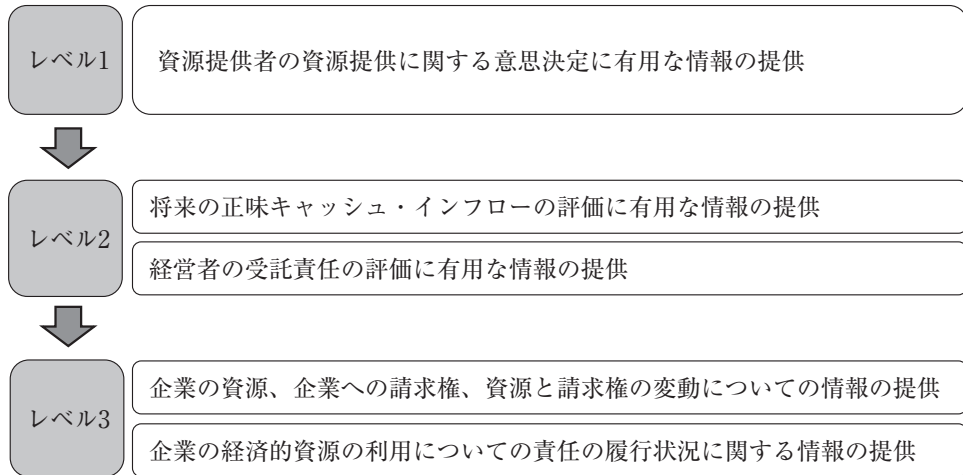 レベル1
資源提供者の資源提供に関する意思決定に有用な情報の提供
レベル2
将来の正味キャッシュ・インフローの評価に有用な情報の提供
経営者の受託責任の評価に有用な情報の提供
レベル3
企業の資源、企業への請求権、資源と請求権の変動についての情報の提供
企業の経済的資源の利用についての責任の履行状況に関する情報の提供